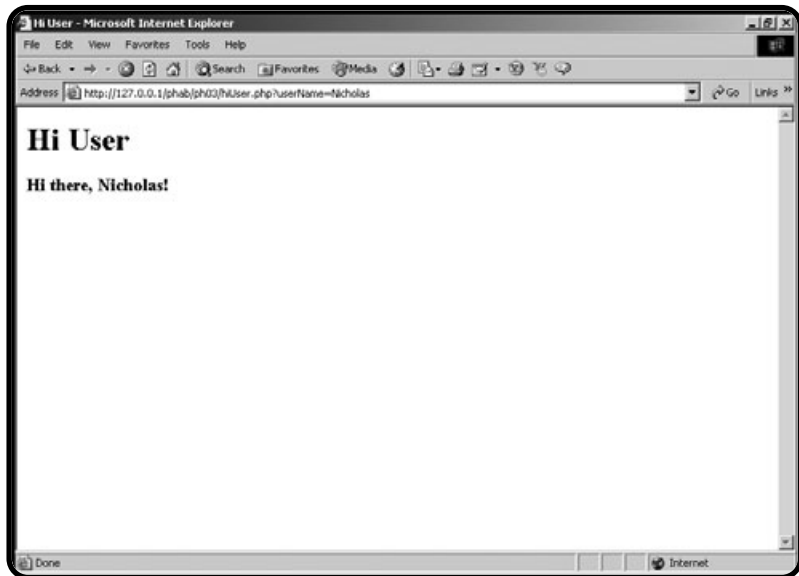 Hi User - Microsoft Internet Explorer
File Edit View Favorites Tools Help
Back Search Favorites Media
Address http://127.0.0.1/phab/ph03/hiUser.php?userName=Nicholas Go Links »
Hi User
Hi there, Nicholas!
Done Internet